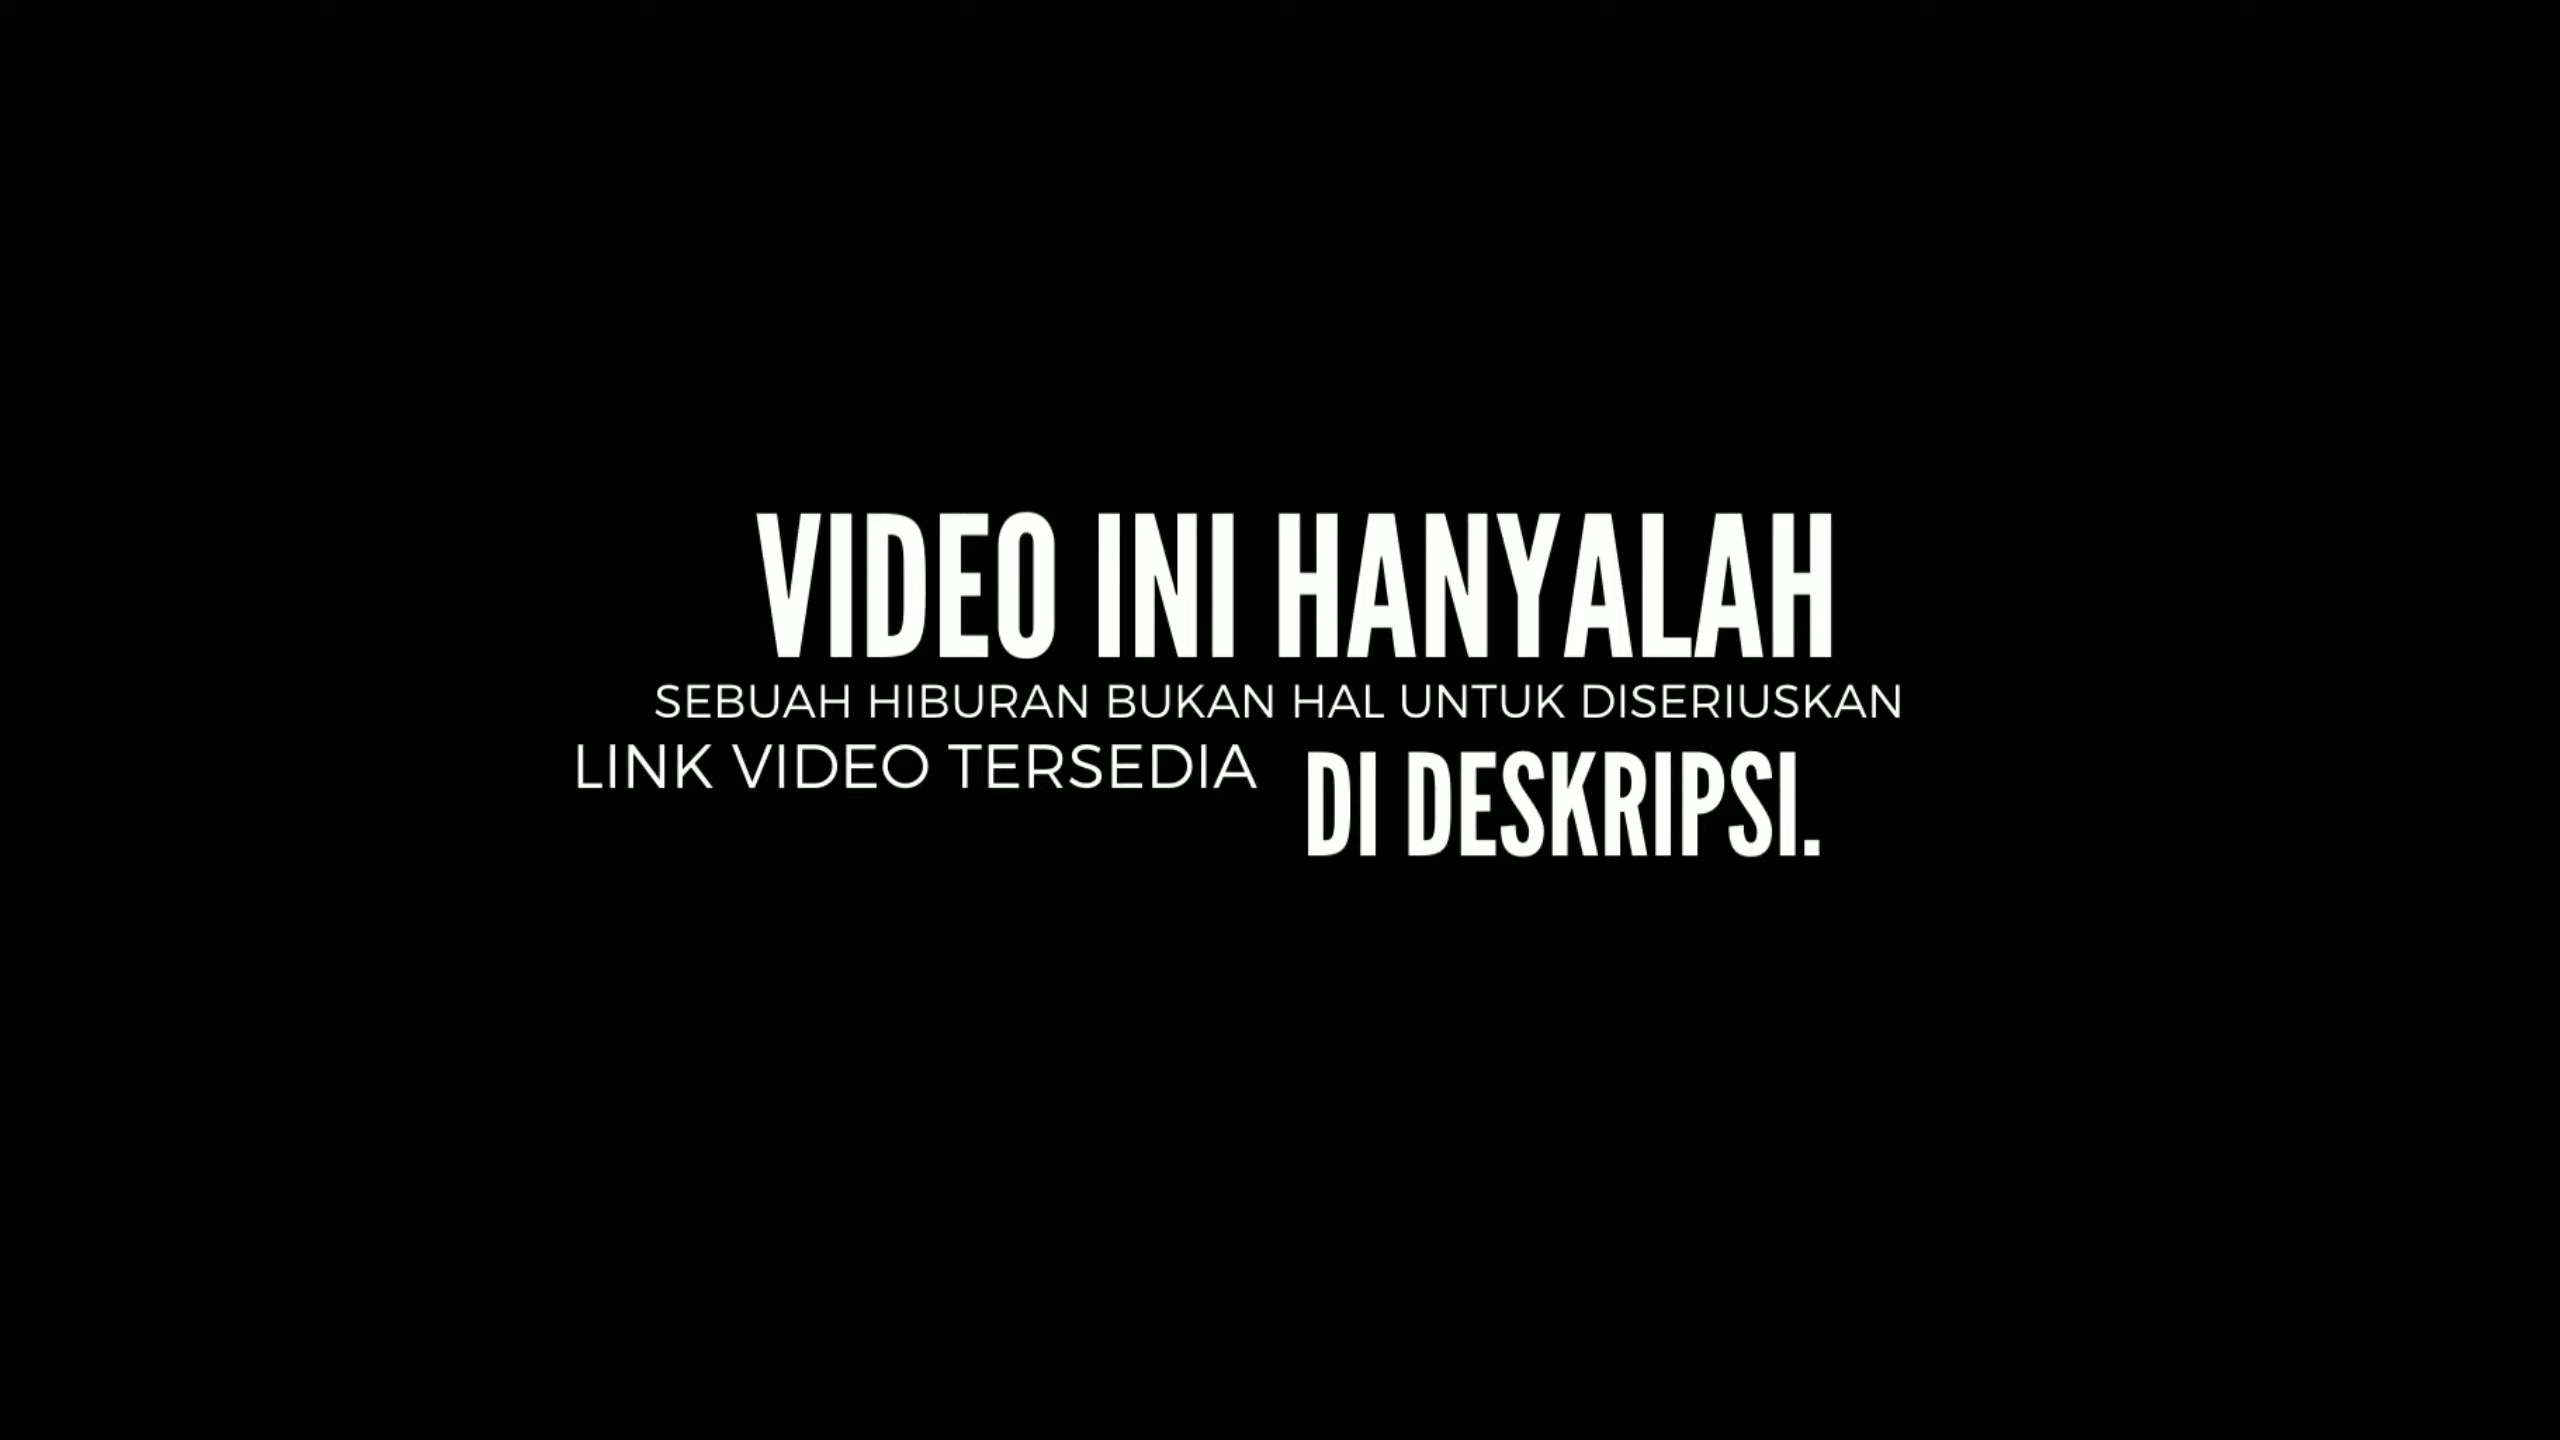 VIDEO INI HANYALAH
SEBUAH HIBURAN BUKAN HAL UNTUK DISERIUSKAN
LINK VIDEO TERSEDIA DI DESKRIPSI.